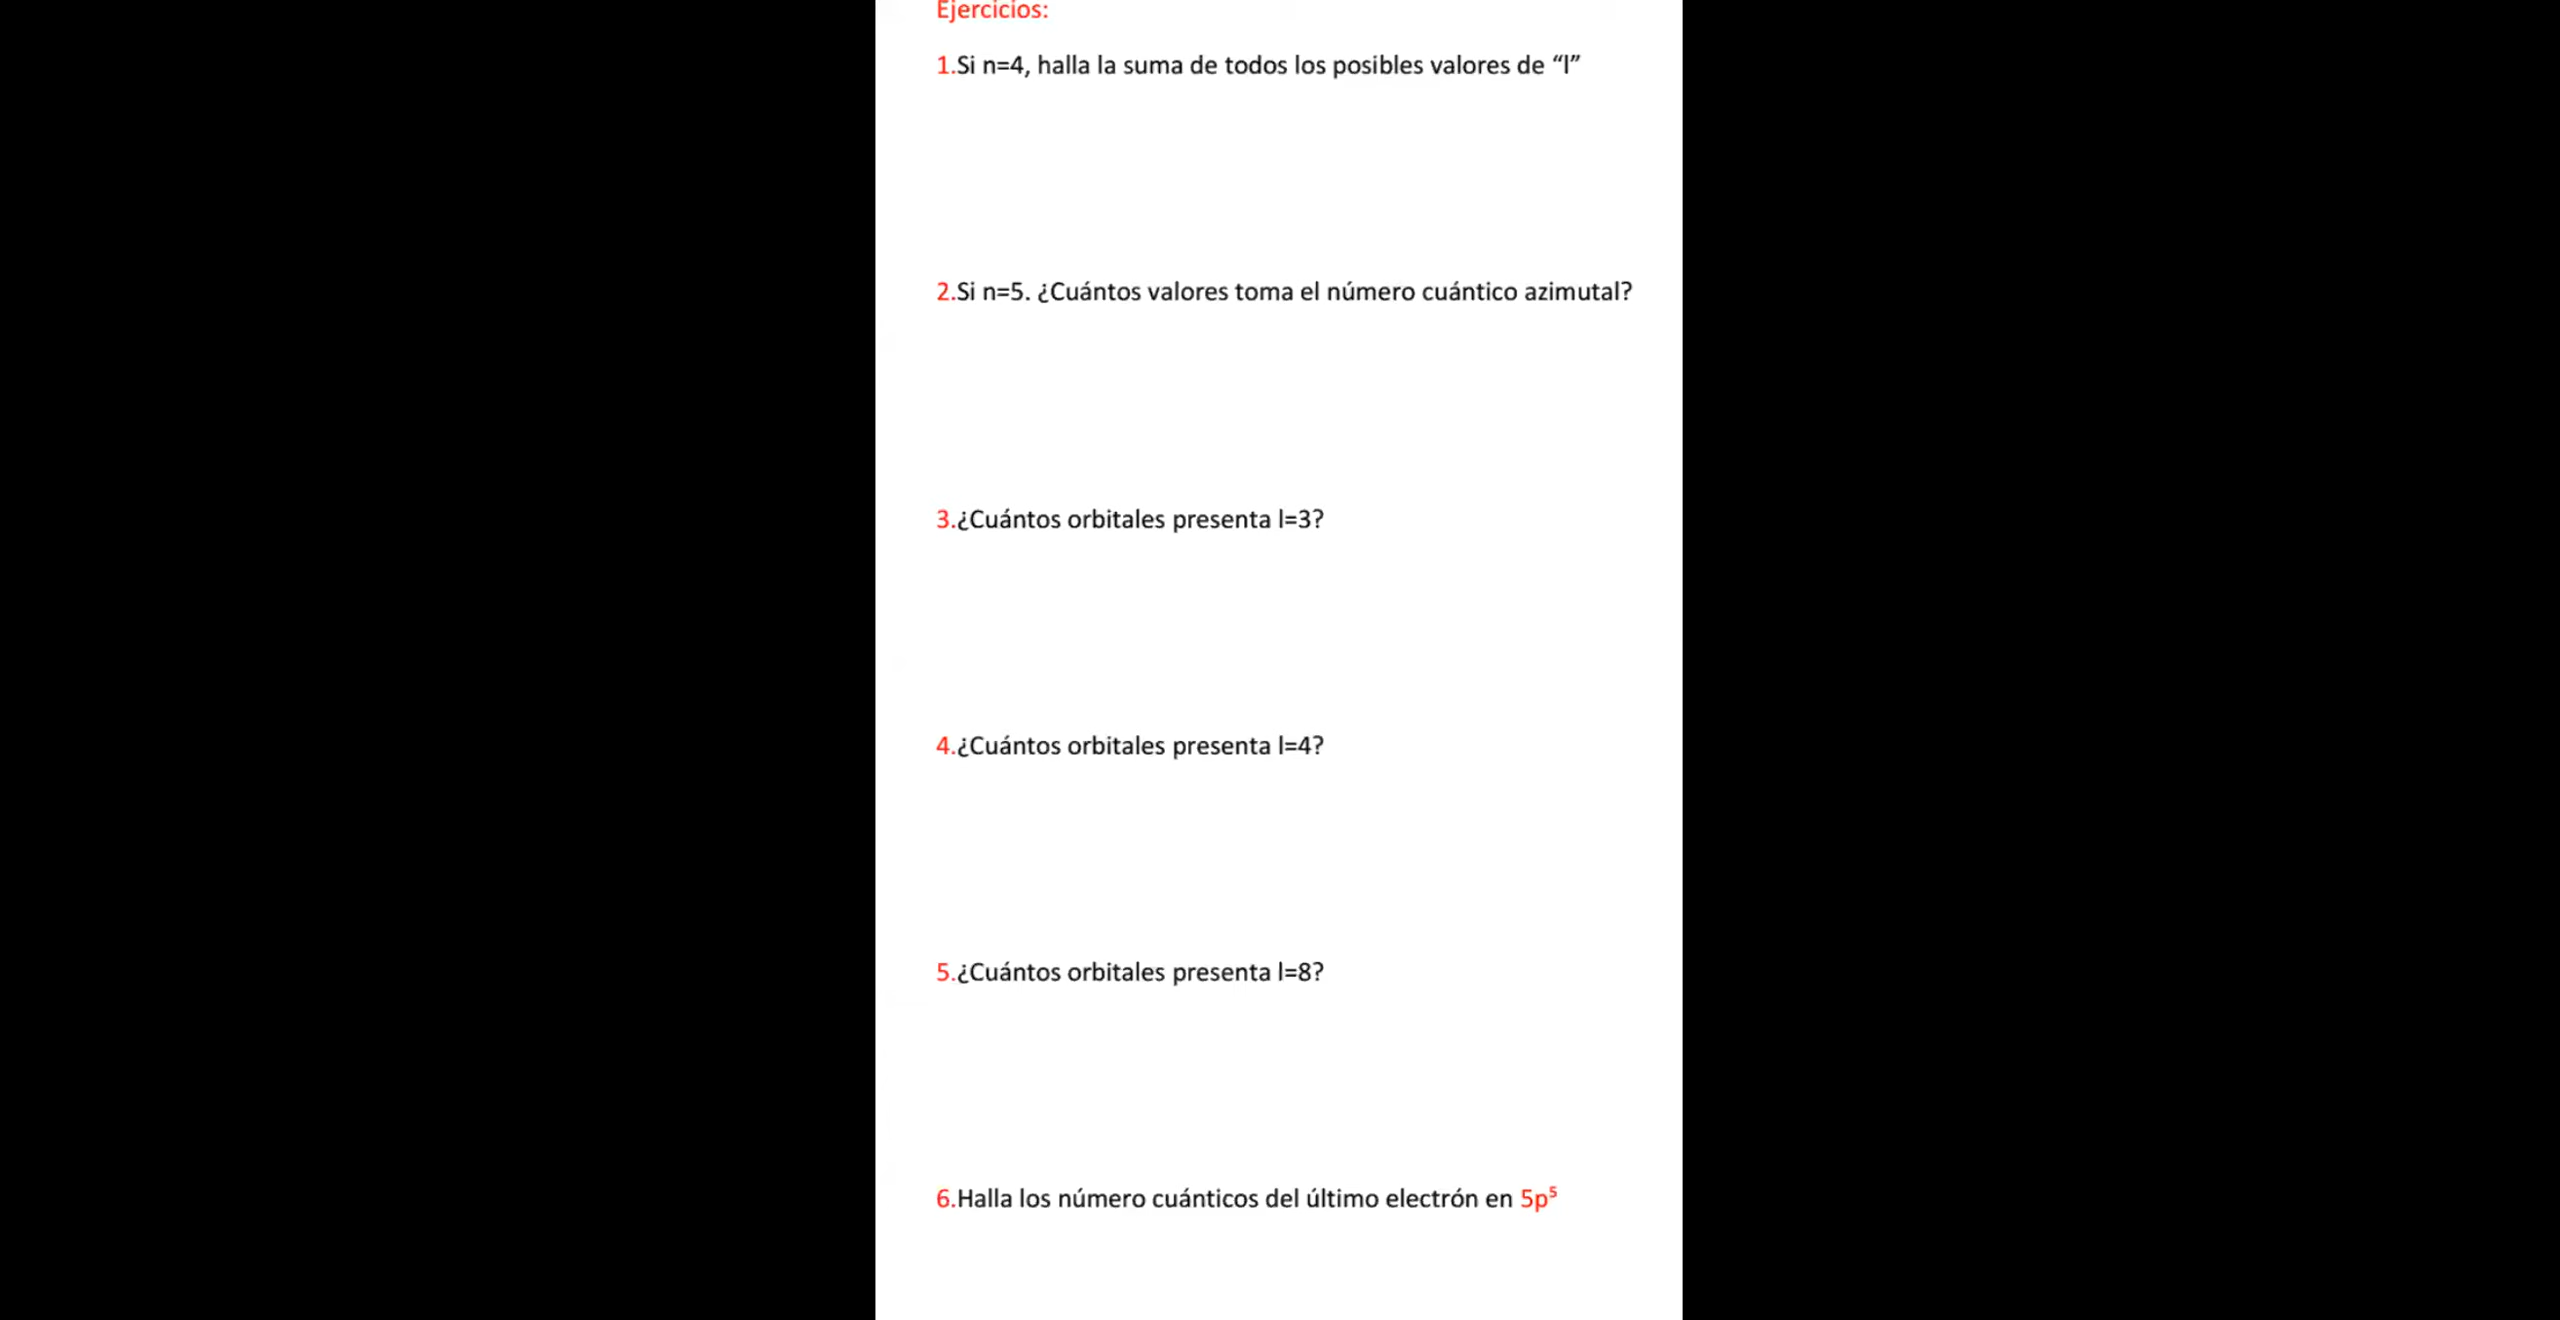 Ejercicios:
1.Si n=4, halla la suma de todos los posibles valores de “l”
2.Si n=5. ¿Cuántos valores toma el número cuántico azimutal?
3.¿Cuántos orbitales presenta l=3?
4.¿Cuántos orbitales presenta l=4?
5.¿Cuántos orbitales presenta l=8?
6.Halla los número cuánticos del último electrón en 5p⁵